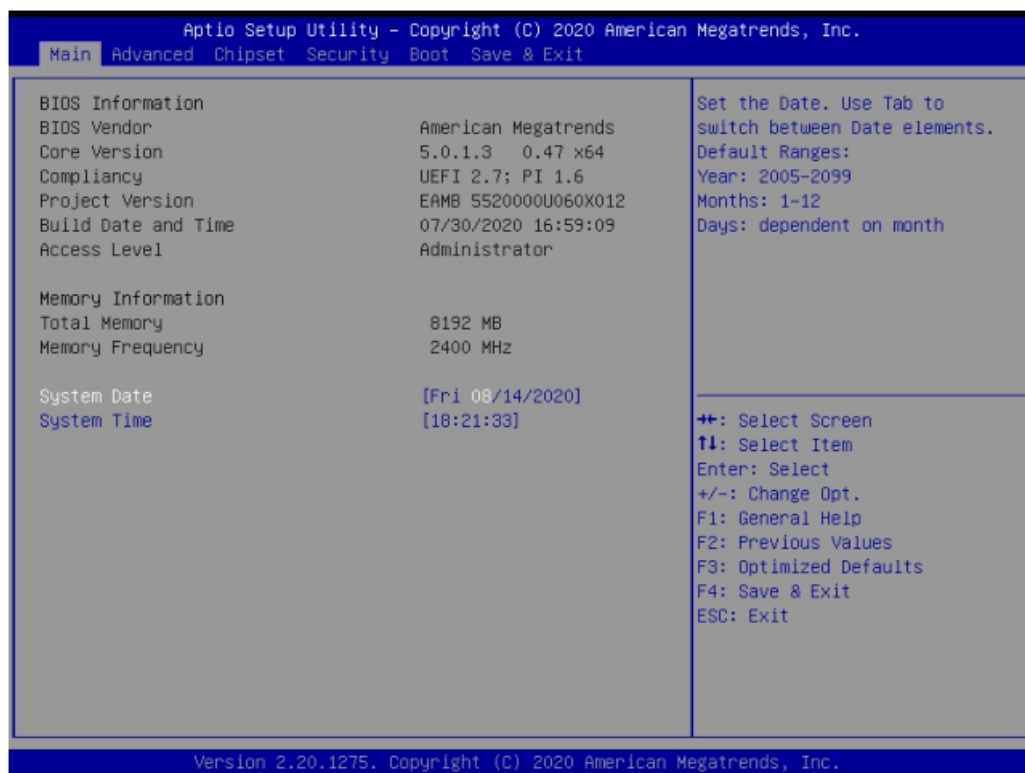 Aptio Setup Utility – Copyright (C) 2020 American Megatrends, Inc.
Main Advanced Chipset Security Boot Save & Exit
BIOS Information
BIOS Vendor American Megatrends
Core Version 5.0.1.3 0.47 x64
Compliancy UEFI 2.7; PI 1.6
Project Version EAMB 5520000U060X012
Build Date and Time 07/30/2020 16:59:09
Access Level Administrator
Memory Information
Total Memory 8192 MB
Memory Frequency 2400 MHz
System Date [Fri 08/14/2020]
System Time [18:21:33]
Set the Date. Use Tab to
switch between Date elements.
Default Ranges:
Year: 2005-2099
Months: 1-12
Days: dependent on month
→←: Select Screen
↑↓: Select Item
Enter: Select
+/-: Change Opt.
F1: General Help
F2: Previous Values
F3: Optimized Defaults
F4: Save & Exit
ESC: Exit
Version 2.20.1275. Copyright (C) 2020 American Megatrends, Inc.